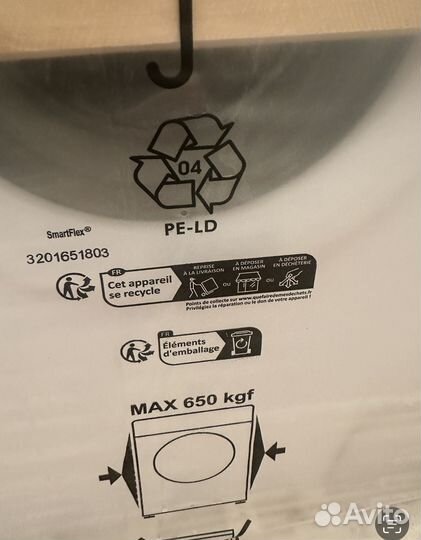 04
PE-LD
SmartFlex®
3201651803
FR
Cet appareil
se recycle
REPRISE
À LA LIVRAISON
OU
À DÉPOSER
EN MAGASIN
OU
À DÉPOSER
EN DÉCHÈTERIE
Points de collecte sur www.quefairedemesdechets.fr
Privilégiez la réparation ou le don de votre appareil !
FR
Éléments
d'emballage
MAX 650 kgf
Avito